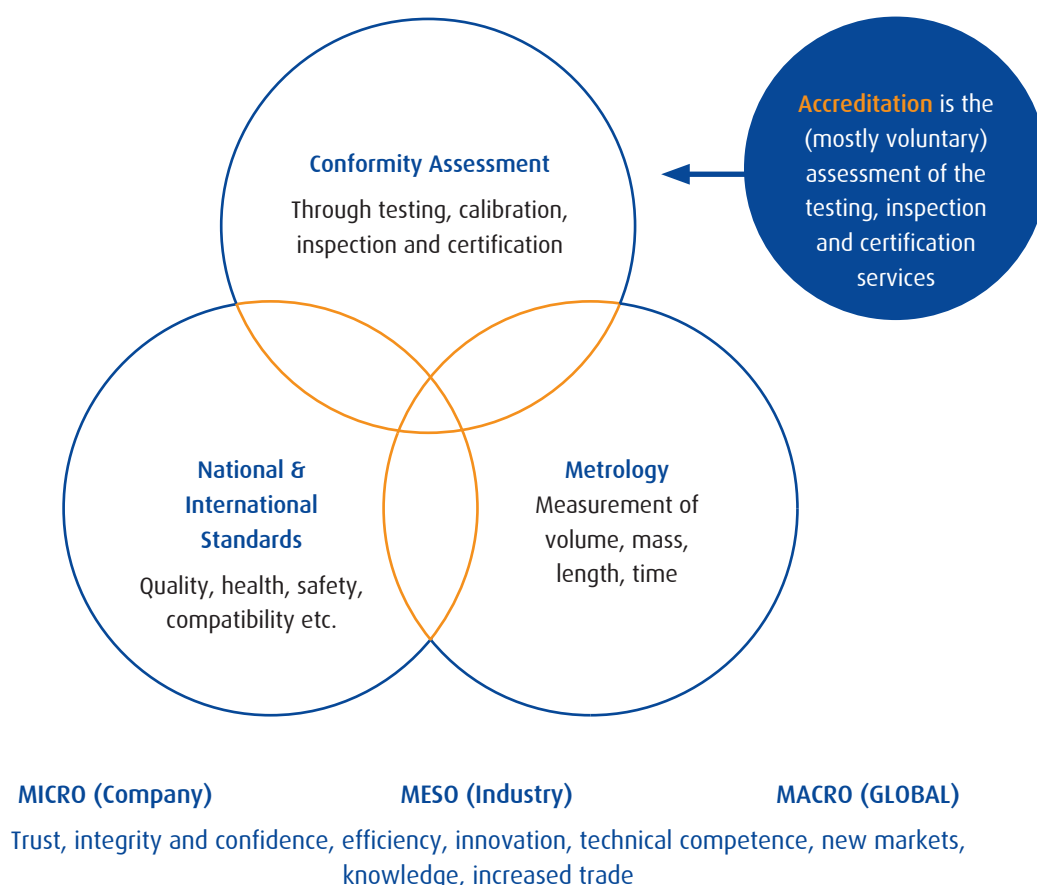 Conformity Assessment
Through testing, calibration,
inspection and certification
Accreditation is the
(mostly voluntary)
assessment of the
testing, inspection
and certification
services
National &
International
Standards
Quality, health, safety,
compatibility etc.
Metrology
Measurement of
volume, mass,
length, time
MICRO (Company)
MESO (Industry)
MACRO (GLOBAL)
Trust, integrity and confidence, efficiency, innovation, technical competence, new markets,
knowledge, increased trade